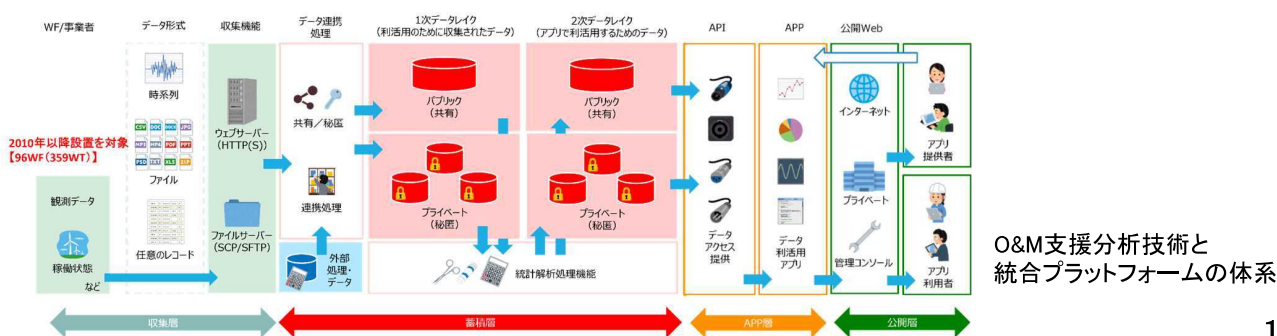 WF/事業者
データ形式
収集機能
データ連携
処理
1次データレイク
(利活用のために収集されたデータ)
2次データレイク
(アプリで利活用するためのデータ)
API
APP
公開Web
時系列
CSV DOC DOCX JPG
MP3 MP4 PDF PPT
PSD TXT XLS ZIP
ファイル
任意のレコード
2010年以降設置を対象
【96WF(359WT)】
観測データ
稼働状態
など
ウェブサーバー
(HTTP(S))
ファイルサーバー
(SCP/SFTP)
共有/秘匿
連携処理
外部
処理・
データ
パブリック
(共有)
プライベート
(秘匿)
パブリック
(共有)
プライベート
(秘匿)
統計解析処理機能
データ
アクセス
提供
データ
利活用
アプリ
インターネット
プライベート
管理コンソール
アプリ
提供者
アプリ
利用者
収集層
蓄積層
APP層
公開層
O&M支援分析技術と
統合プラットフォームの体系
1